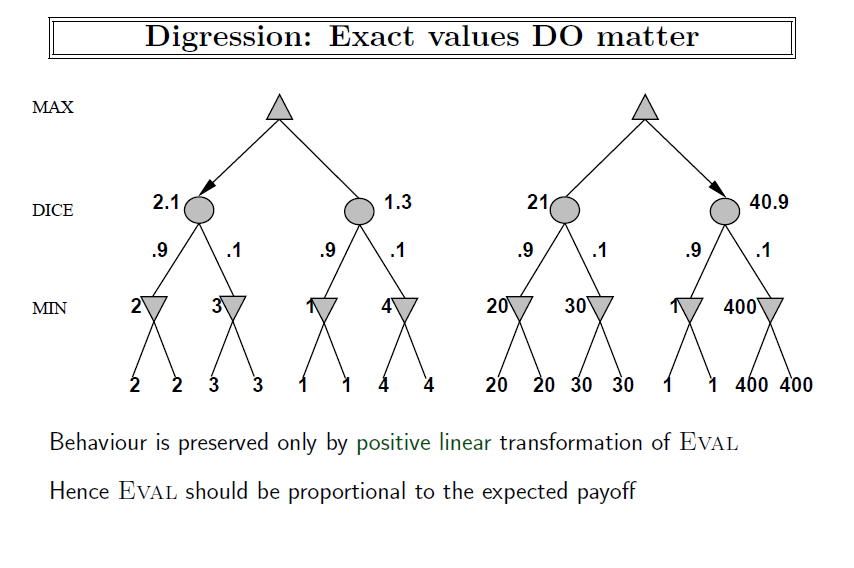 Digression: Exact values DO matter
MAX
DICE 2.1 1.3 21 40.9
.9 .1 .9 .1 .9 .1 .9 .1
MIN 2 3 1 4 20 30 1 400
2 2 3 3 1 1 4 4 20 20 30 30 1 1 400 400
Behaviour is preserved only by positive linear transformation of EVAL
Hence EVAL should be proportional to the expected payoff